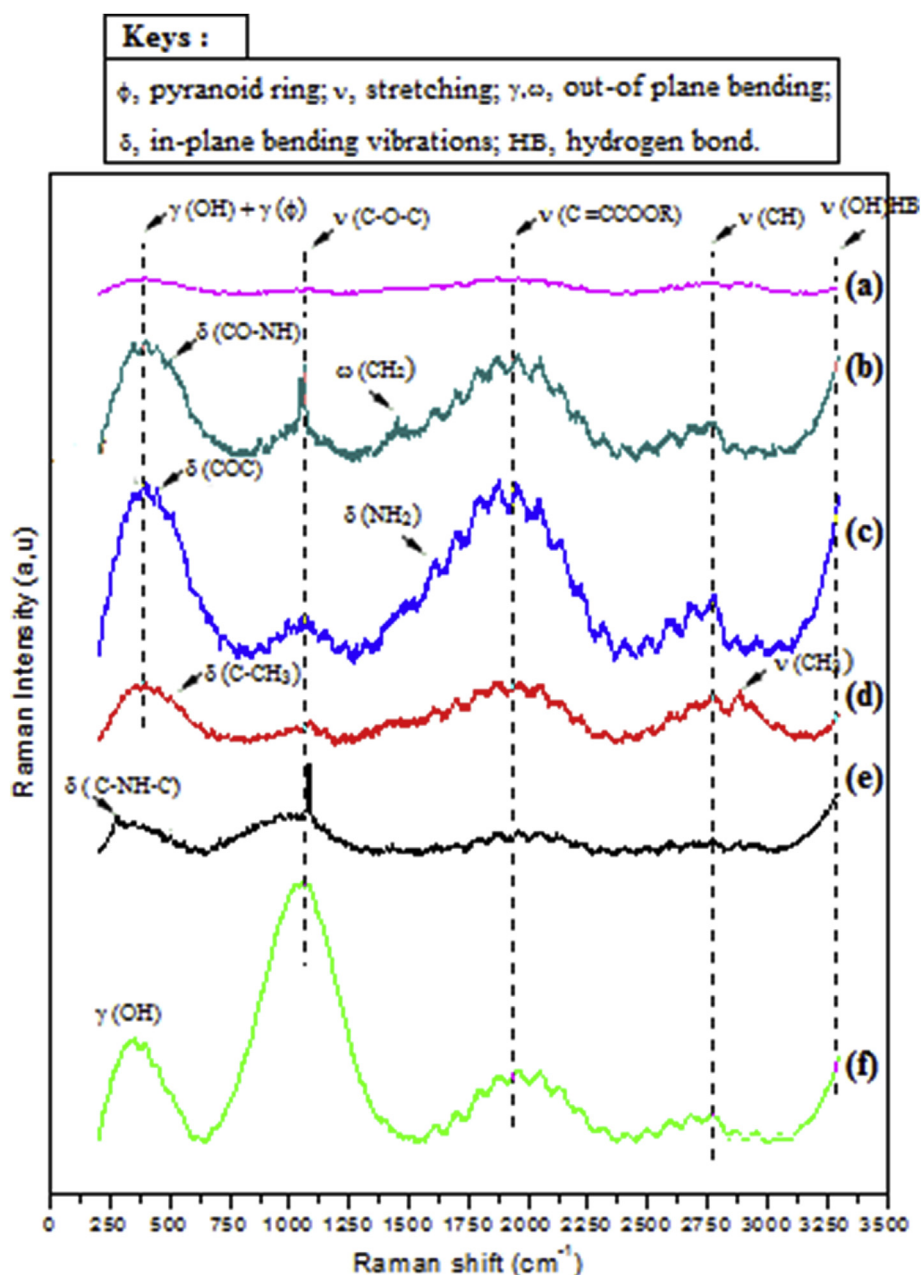 Keys :
ϕ, pyranoid ring; ν, stretching; γ.ω, out-of plane bending;
δ, in-plane bending vibrations; HB, hydrogen bond.
γ (OH) + γ (ϕ)
ν (C-O-C)
ν (C =CCOOR)
ν (CH)
ν (OH)HB
(a)
δ (CO-NH)
ω (CH₂)
(b)
δ (COC)
δ (NH₂)
(c)
δ (C-CH₃)
ν (CH₃)
(d)
δ ( C-NH-C)
(e)
γ (OH)
(f)
Raman Intensity (a,u)
0 250 500 750 1000 1250 1500 1750 2000 2250 2500 2750 3000 3250 3500
Raman shift (cm⁻¹)